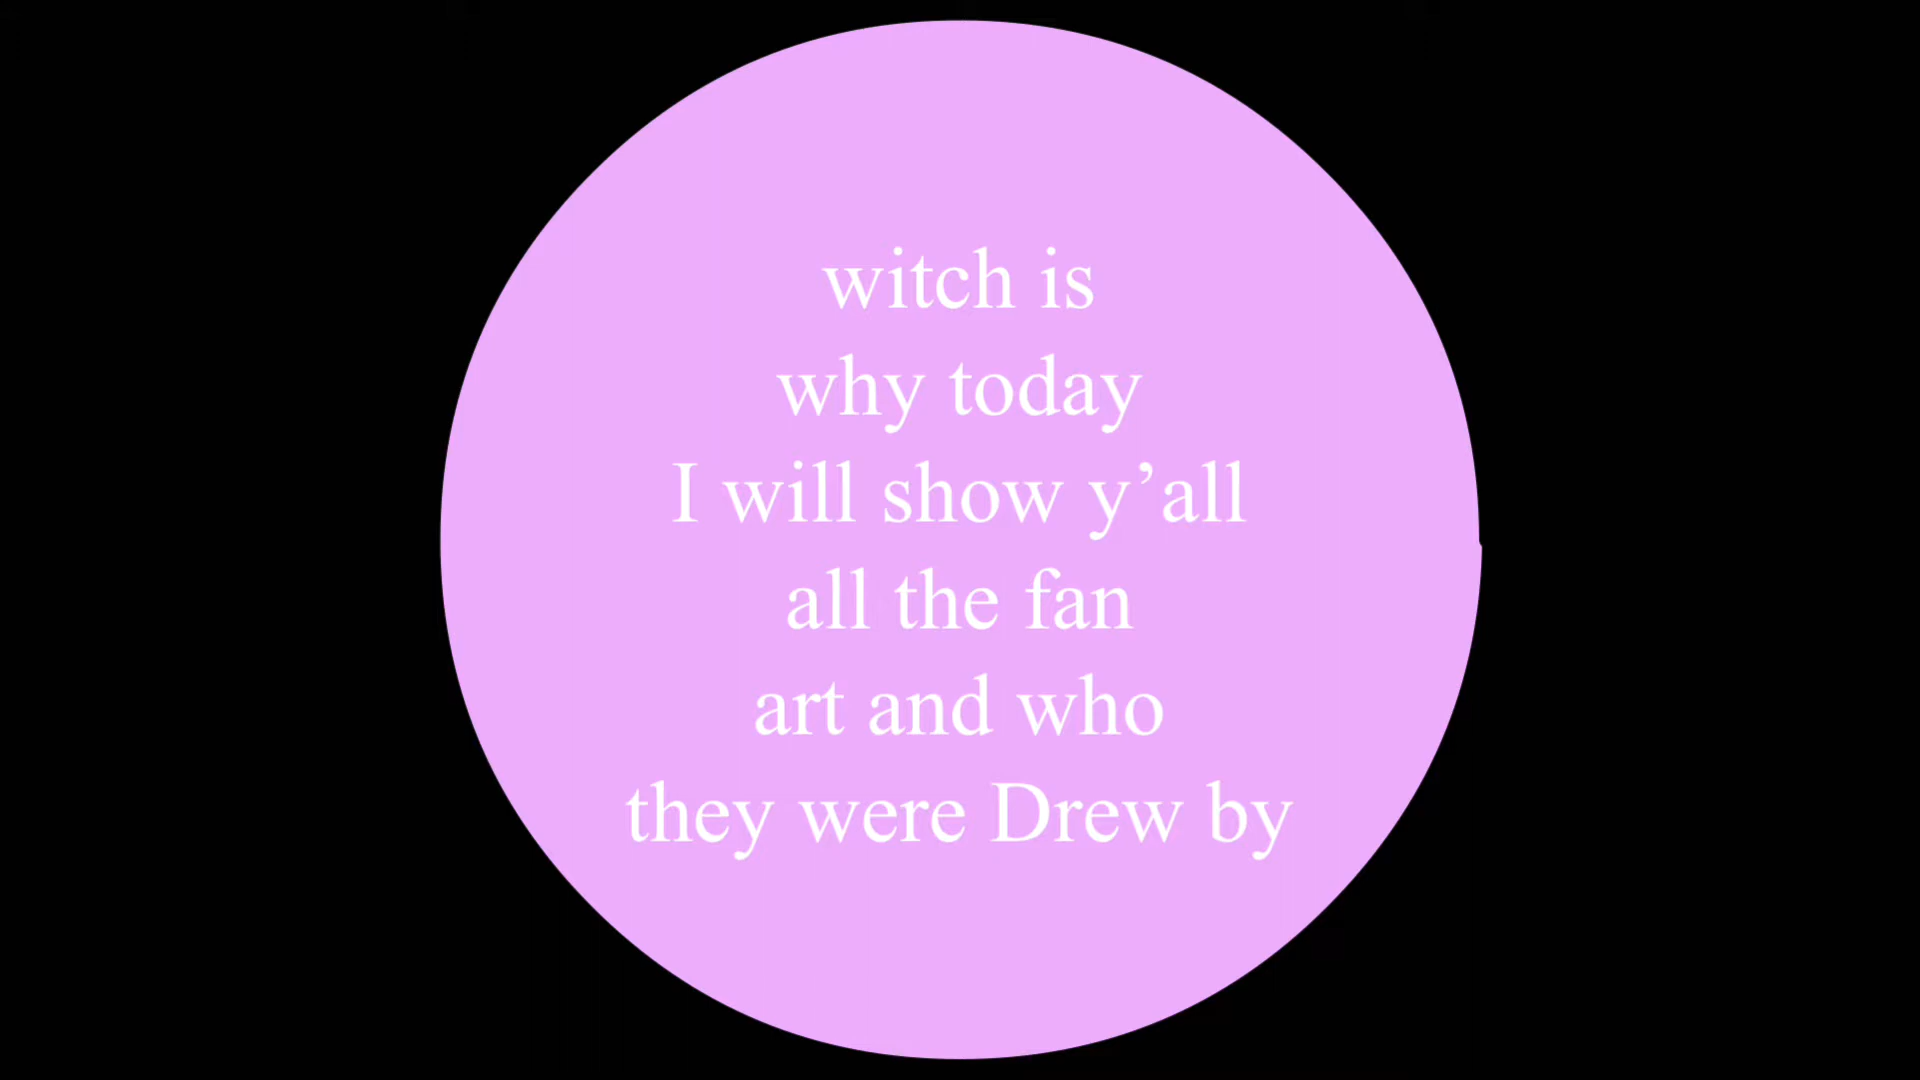 witch is
why today
I will show y’all
all the fan
art and who
they were Drew by